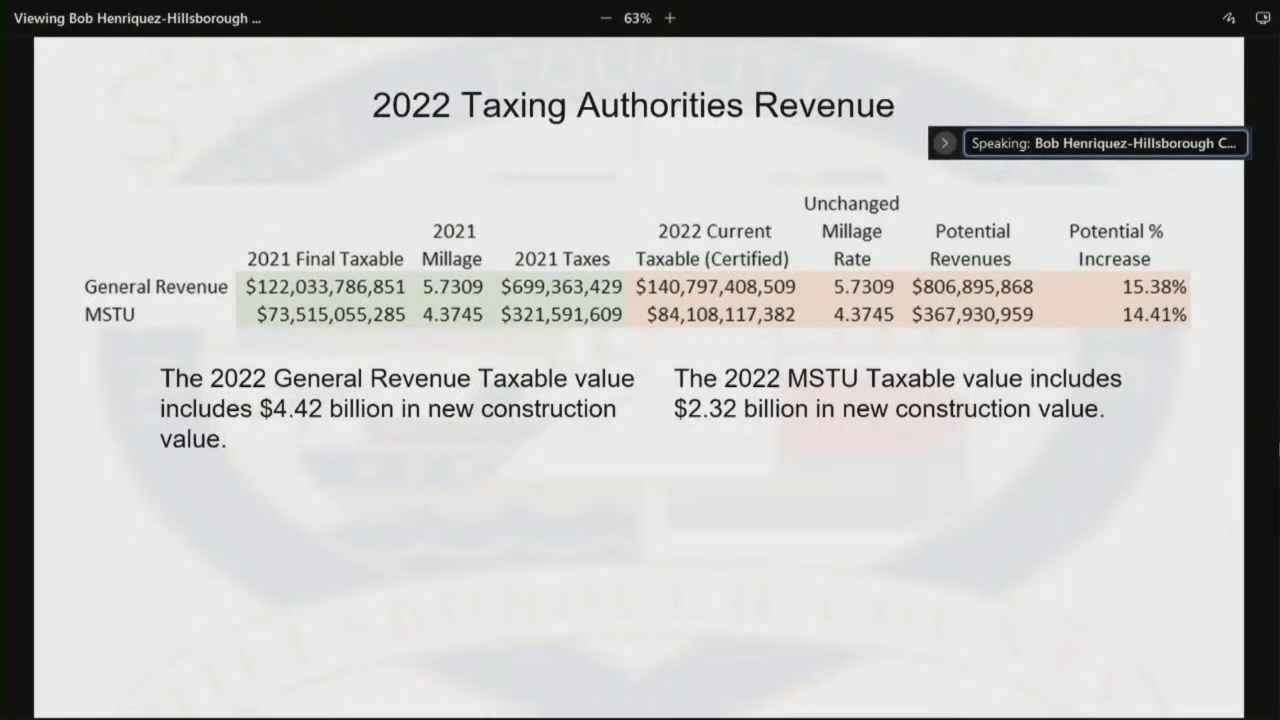 Viewing Bob Henriquez-Hillsborough ...
63%
2022 Taxing Authorities Revenue
Speaking: Bob Henriquez-Hillsborough C...
2021 Final Taxable 2021 Millage 2021 Taxes 2022 Current Taxable (Certified) Unchanged Millage Rate Potential Revenues Potential % Increase
General Revenue $122,033,786,851 5.7309 $699,363,429 $140,797,408,509 5.7309 $806,895,868 15.38%
MSTU $73,515,055,285 4.3745 $321,591,609 $84,108,117,382 4.3745 $367,930,959 14.41%
The 2022 General Revenue Taxable value
includes $4.42 billion in new construction
value.
The 2022 MSTU Taxable value includes
$2.32 billion in new construction value.
EQUALITY
HILLSBOROUGH COUNTY